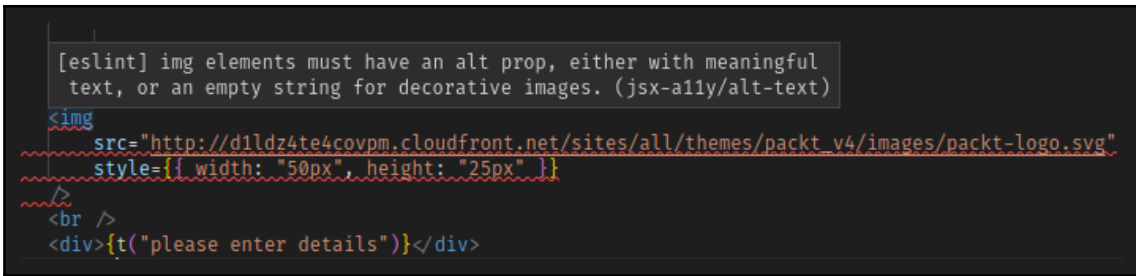 [eslint] img elements must have an alt prop, either with meaningful
text, or an empty string for decorative images. (jsx-a11y/alt-text)
<img
src="http://d1ldz4te4covpm.cloudfront.net/sites/all/themes/packt_v4/images/packt-logo.svg"
style={{ width: "50px", height: "25px" }}
/>
<br />
<div>{t("please enter details")}</div>